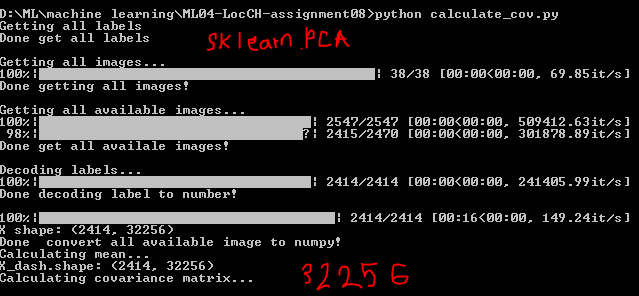 D:\ML\machine learning\ML04-LocCH-assignment08>python calculate_cov.py
Getting all labels
Done get all labels
sklearn.PCA
Getting all images...
100%| | 38/38 [00:00<00:00, 69.85it/s]
Done getting all images!
Getting all available images...
100%| | 2547/2547 [00:00<00:00, 509412.63it/s]
98%| ?| 2415/2470 [00:00<00:00, 301878.89it/s]
Done get all availale images!
Decoding labels...
100%| | 2414/2414 [00:00<00:00, 241405.99it/s]
Done decoding label to number!
100%| | 2414/2414 [00:16<00:00, 149.24it/s]
X shape: (2414, 32256)
Done  convert all available image to numpy!
Calculating mean...
X_dash.shape: (2414, 32256)
Calculating covariance matrix...
32256